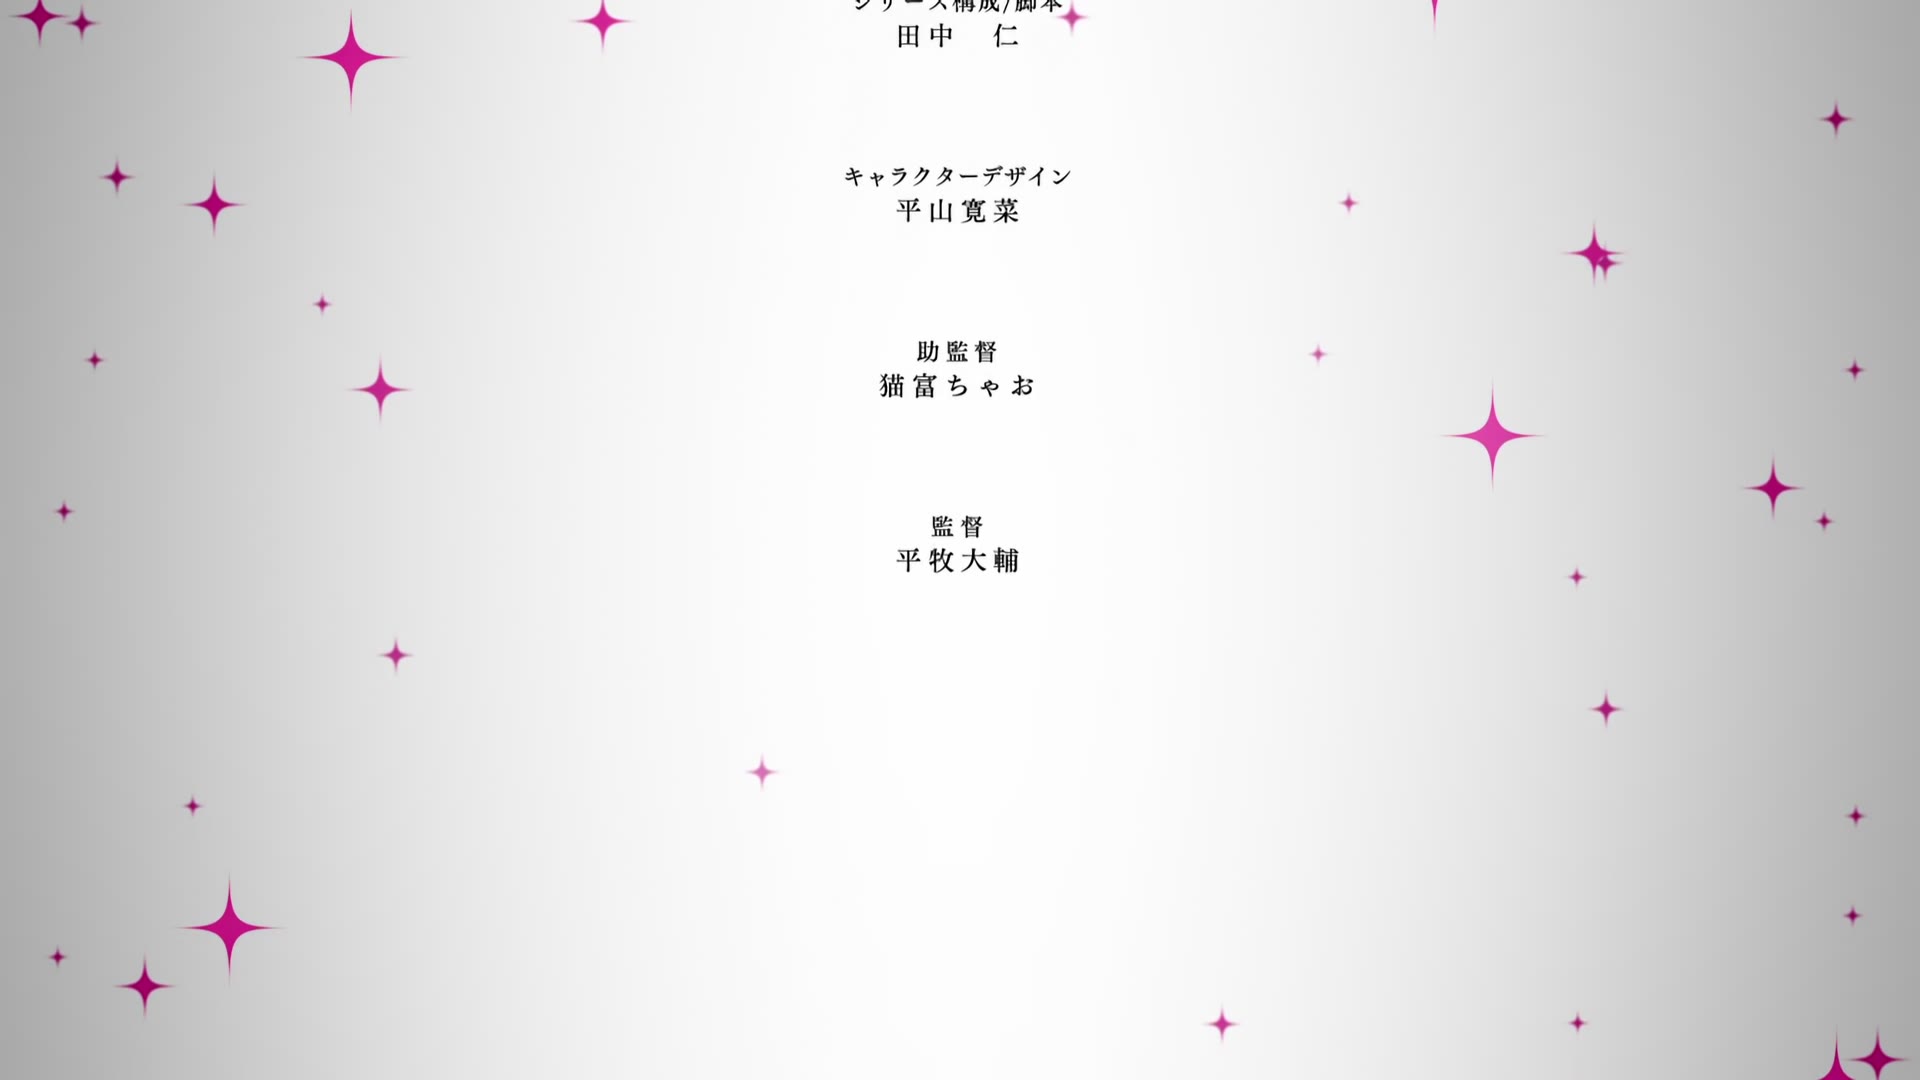 シリーズ構成/脚本
田中　仁
キャラクターデザイン
平山寛菜
助監督
猫富ちゃお
監督
平牧大輔